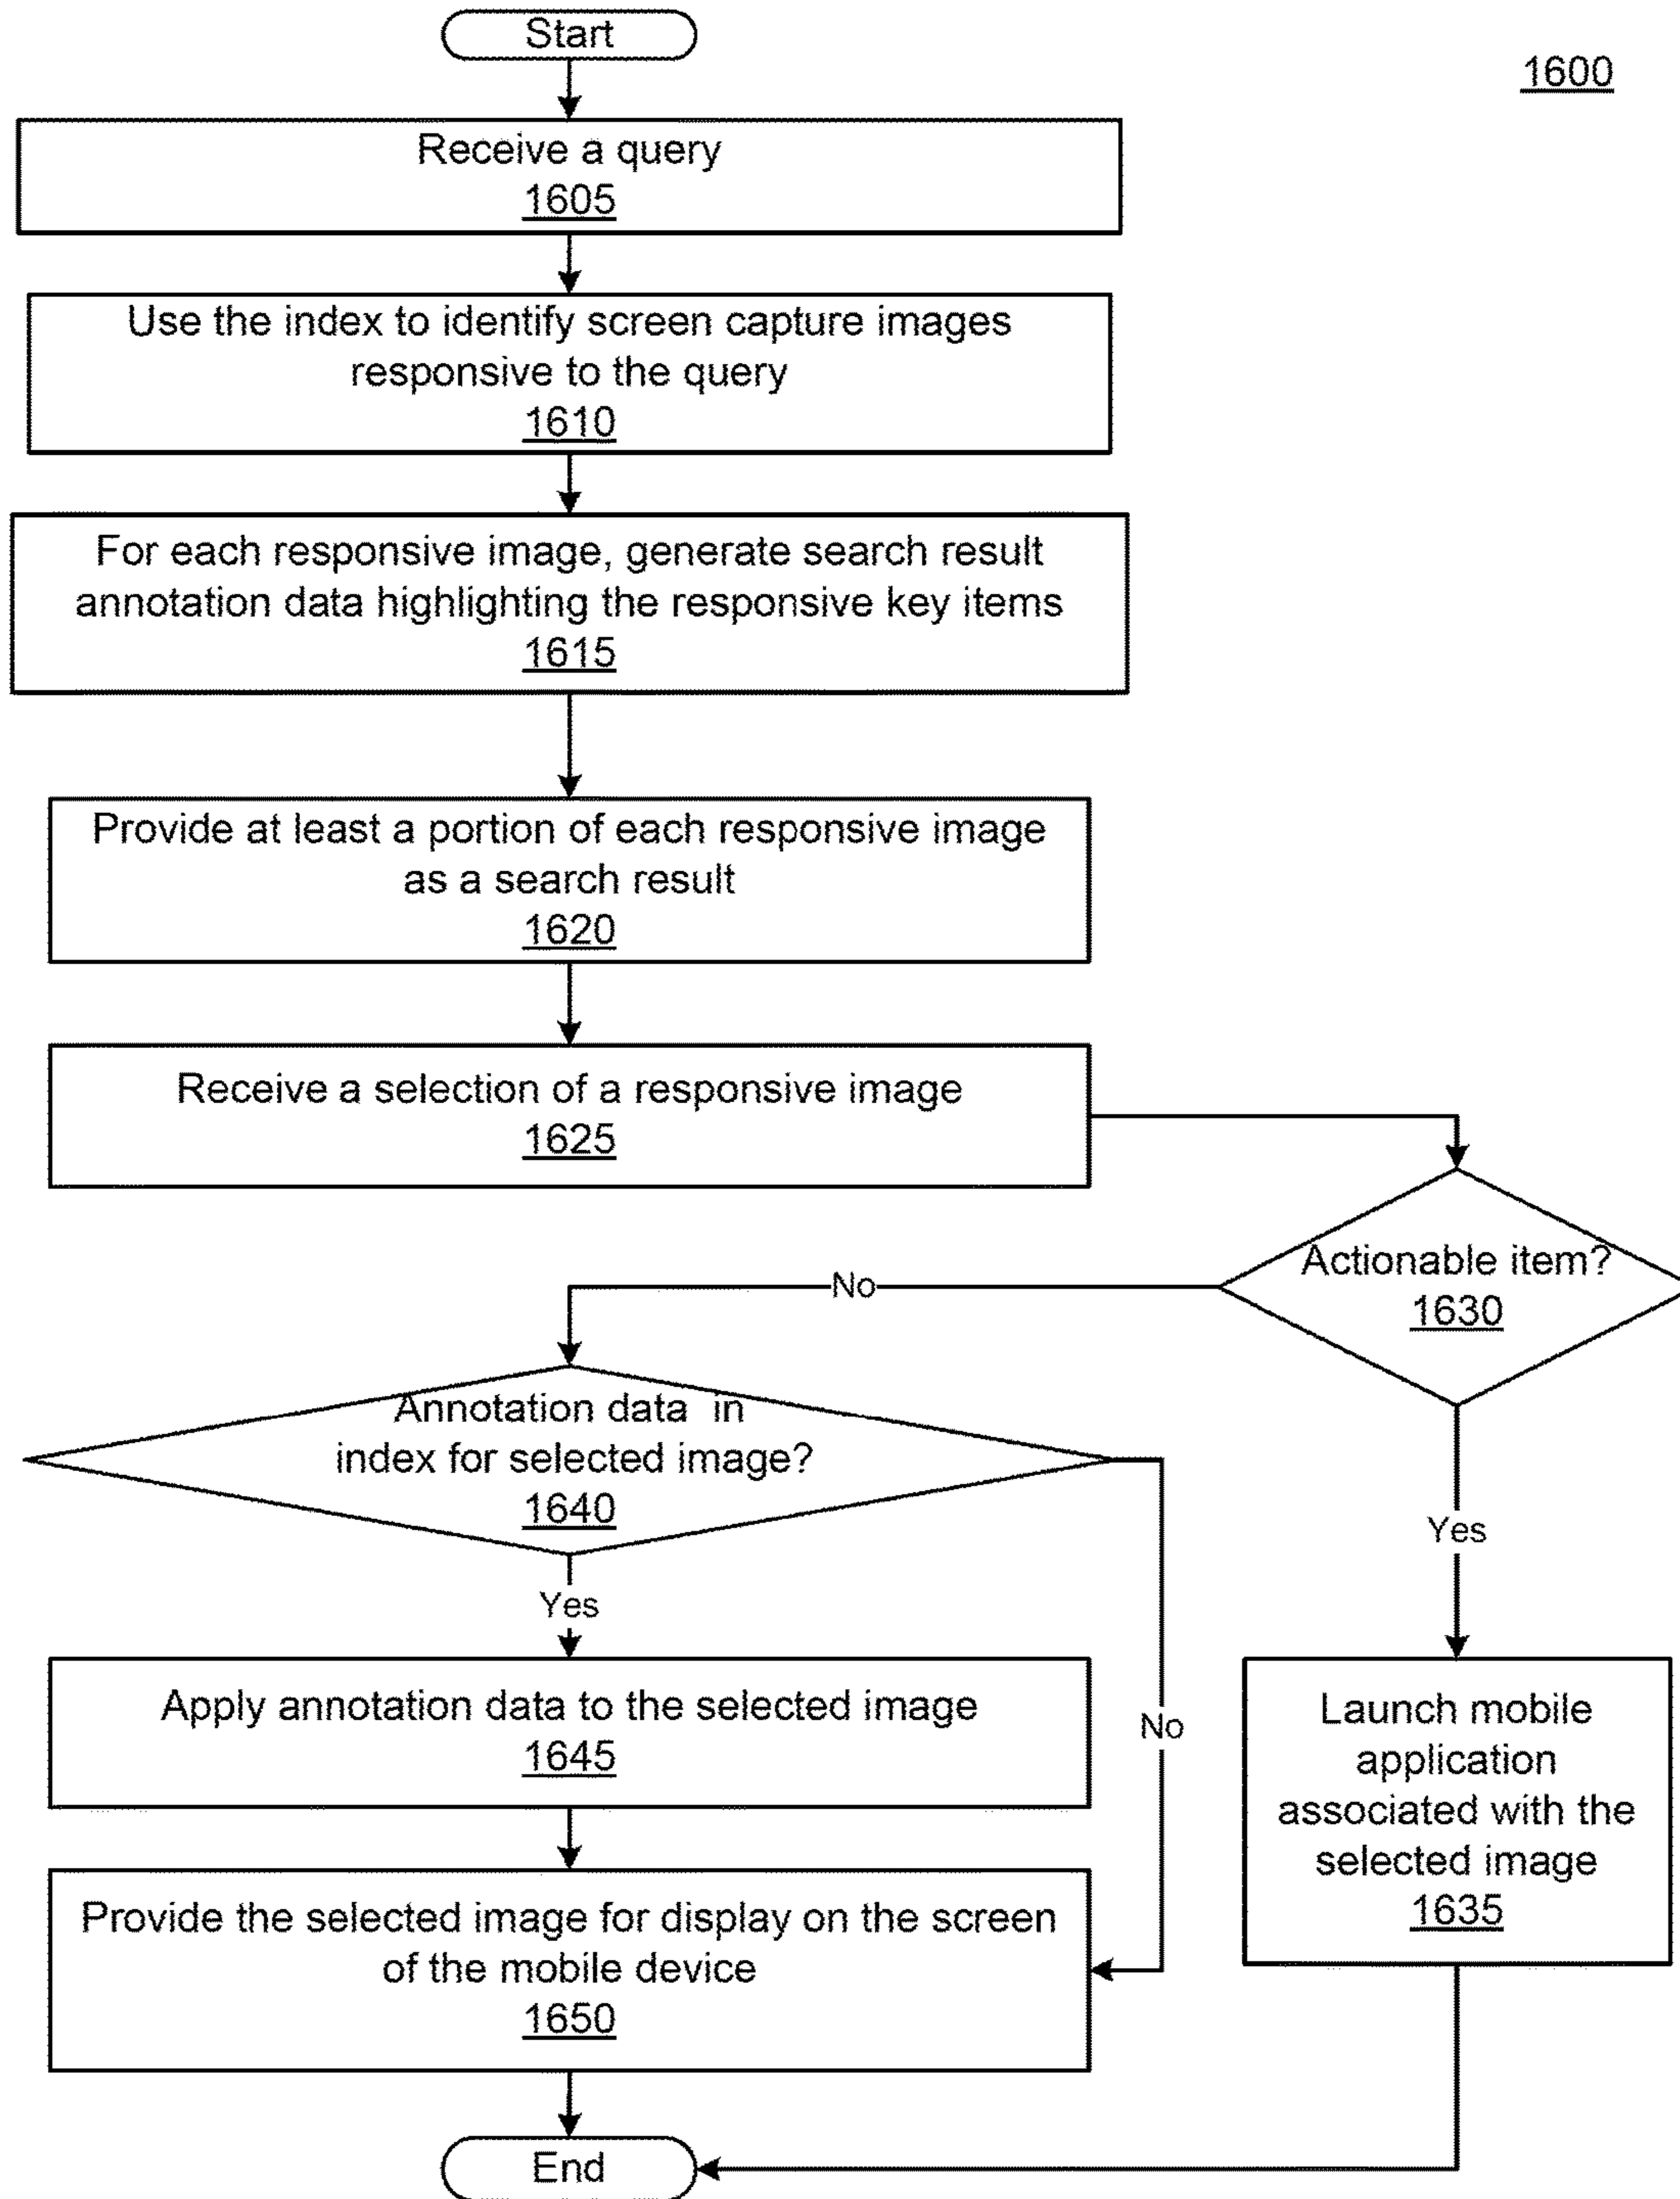 Start
1600
Receive a query
1605
Use the index to identify screen capture images
responsive to the query
1610
For each responsive image, generate search result
annotation data highlighting the responsive key items
1615
Provide at least a portion of each responsive image
as a search result
1620
Receive a selection of a responsive image
1625
Actionable item?
1630
No
Annotation data in
index for selected image?
1640
Yes
Yes
Apply annotation data to the selected image
1645
No
Launch mobile
application
associated with the
selected image
1635
Provide the selected image for display on the screen
of the mobile device
1650
End